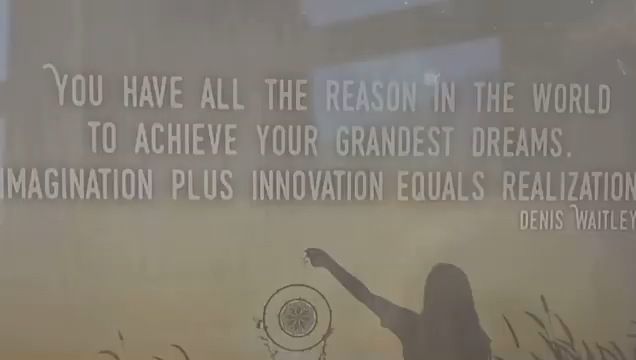 YOU HAVE ALL THE REASON IN THE WORLD
TO ACHIEVE YOUR GRANDEST DREAMS.
IMAGINATION PLUS INNOVATION EQUALS REALIZATION
DENIS WAITLEY